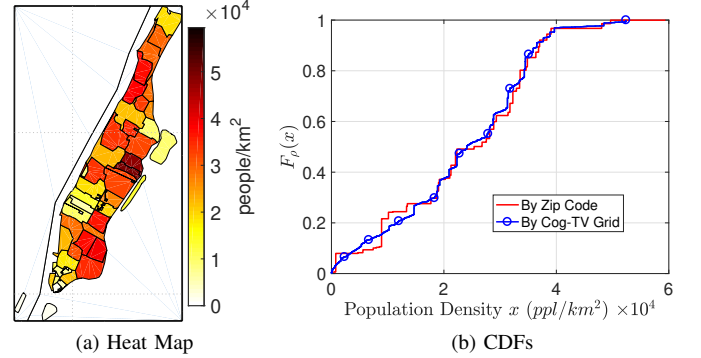 ×10^4
5
4
3
2
1
0
people/km^2
(a) Heat Map
1
0.8
0.6
0.4
0.2
0
F_ρ(x)
By Zip Code
By Cog-TV Grid
0 2 4 6
Population Density x (ppl/km^2) ×10^4
(b) CDFs